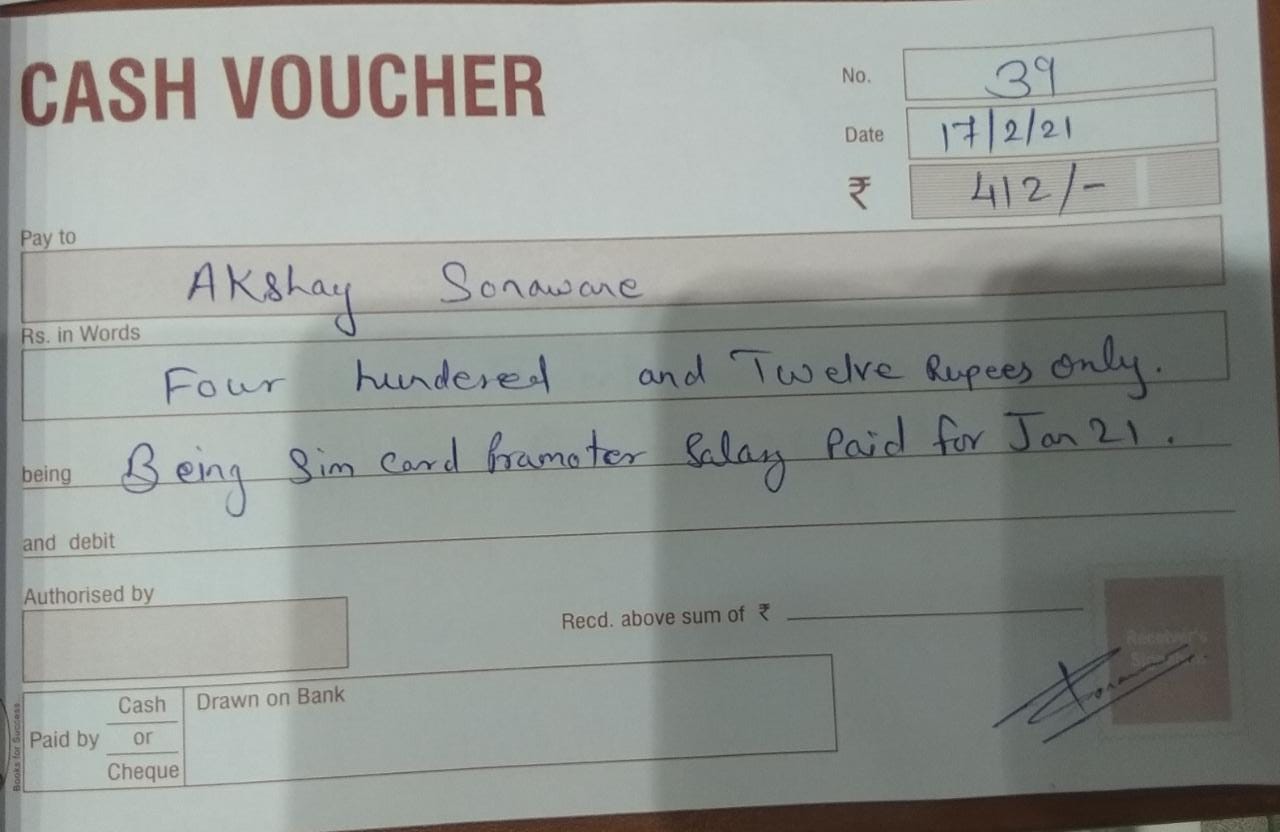 CASH VOUCHER
No. 39
Date 17/2/21
₹ 412/-
Pay to
AKshay Sonaware
Rs. in Words
Four hundered and Twelve Rupees only.
being Being Sim card Pramoter Salary Paid for Jan 21.
and debit
Authorised by
Recd. above sum of ₹
Receiver's
Paid by Cash or Cheque
Drawn on Bank
Books for Success